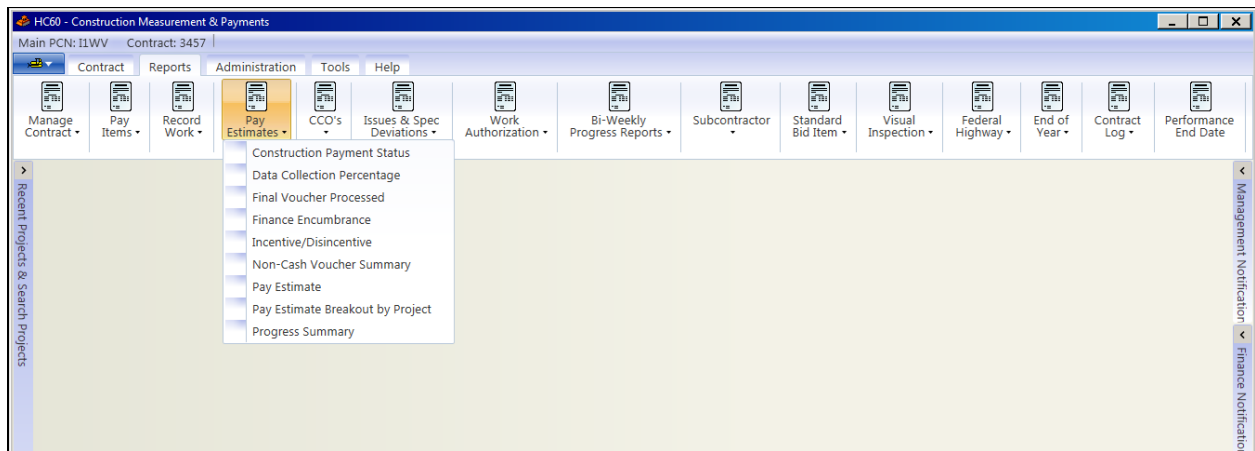 HC60 - Construction Measurement & Payments
Main PCN: I1WV Contract: 3457
Contract Reports Administration Tools Help
Manage Contract
Pay Items
Record Work
Pay Estimates
CCO's
Issues & Spec Deviations
Work Authorization
Bi-Weekly Progress Reports
Subcontractor
Standard Bid Item
Visual Inspection
Federal Highway
End of Year
Contract Log
Performance End Date
Construction Payment Status
Data Collection Percentage
Final Voucher Processed
Finance Encumbrance
Incentive/Disincentive
Non-Cash Voucher Summary
Pay Estimate
Pay Estimate Breakout by Project
Progress Summary
Recent Projects & Search Projects
Management Notification
Finance Notification